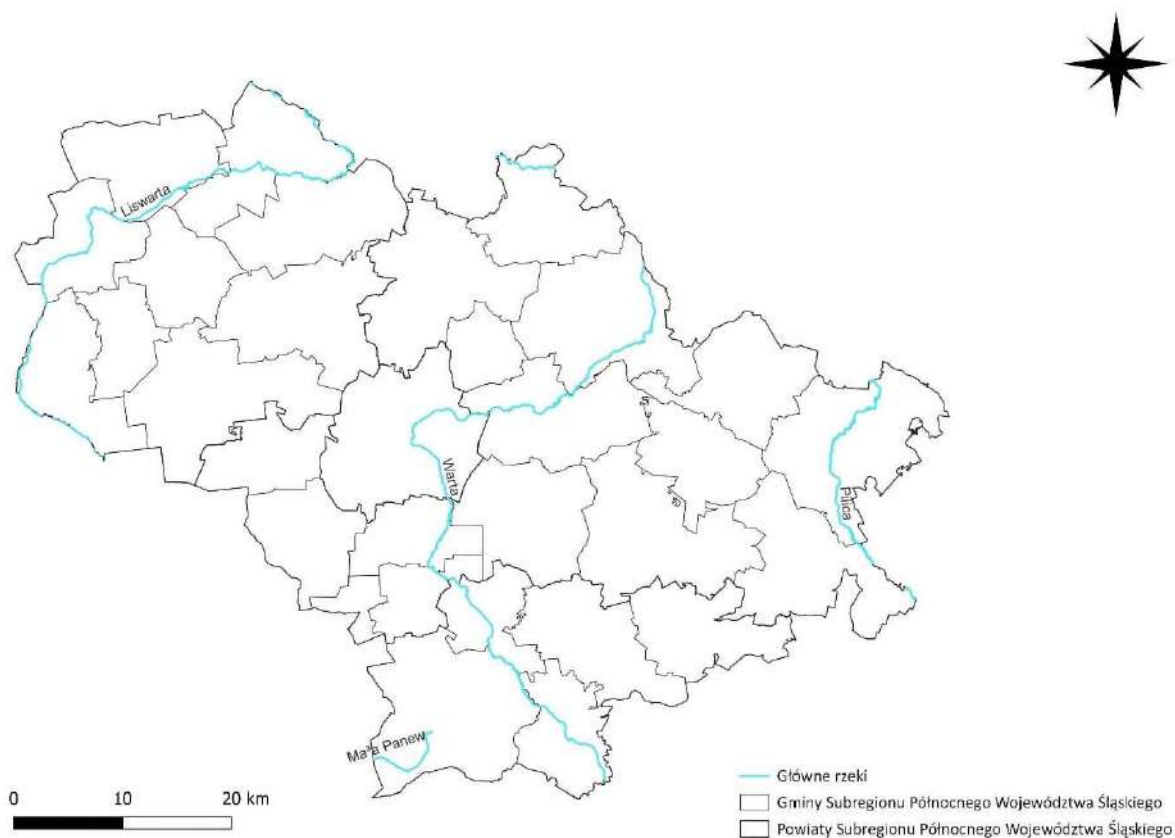 Liswarta
Warta
Pilica
Ma³a Panew
0 10 20 km
Główne rzeki
Gminy Subregionu Północnego Województwa Śląskiego
Powiaty Subregionu Północnego Województwa Śląskiego